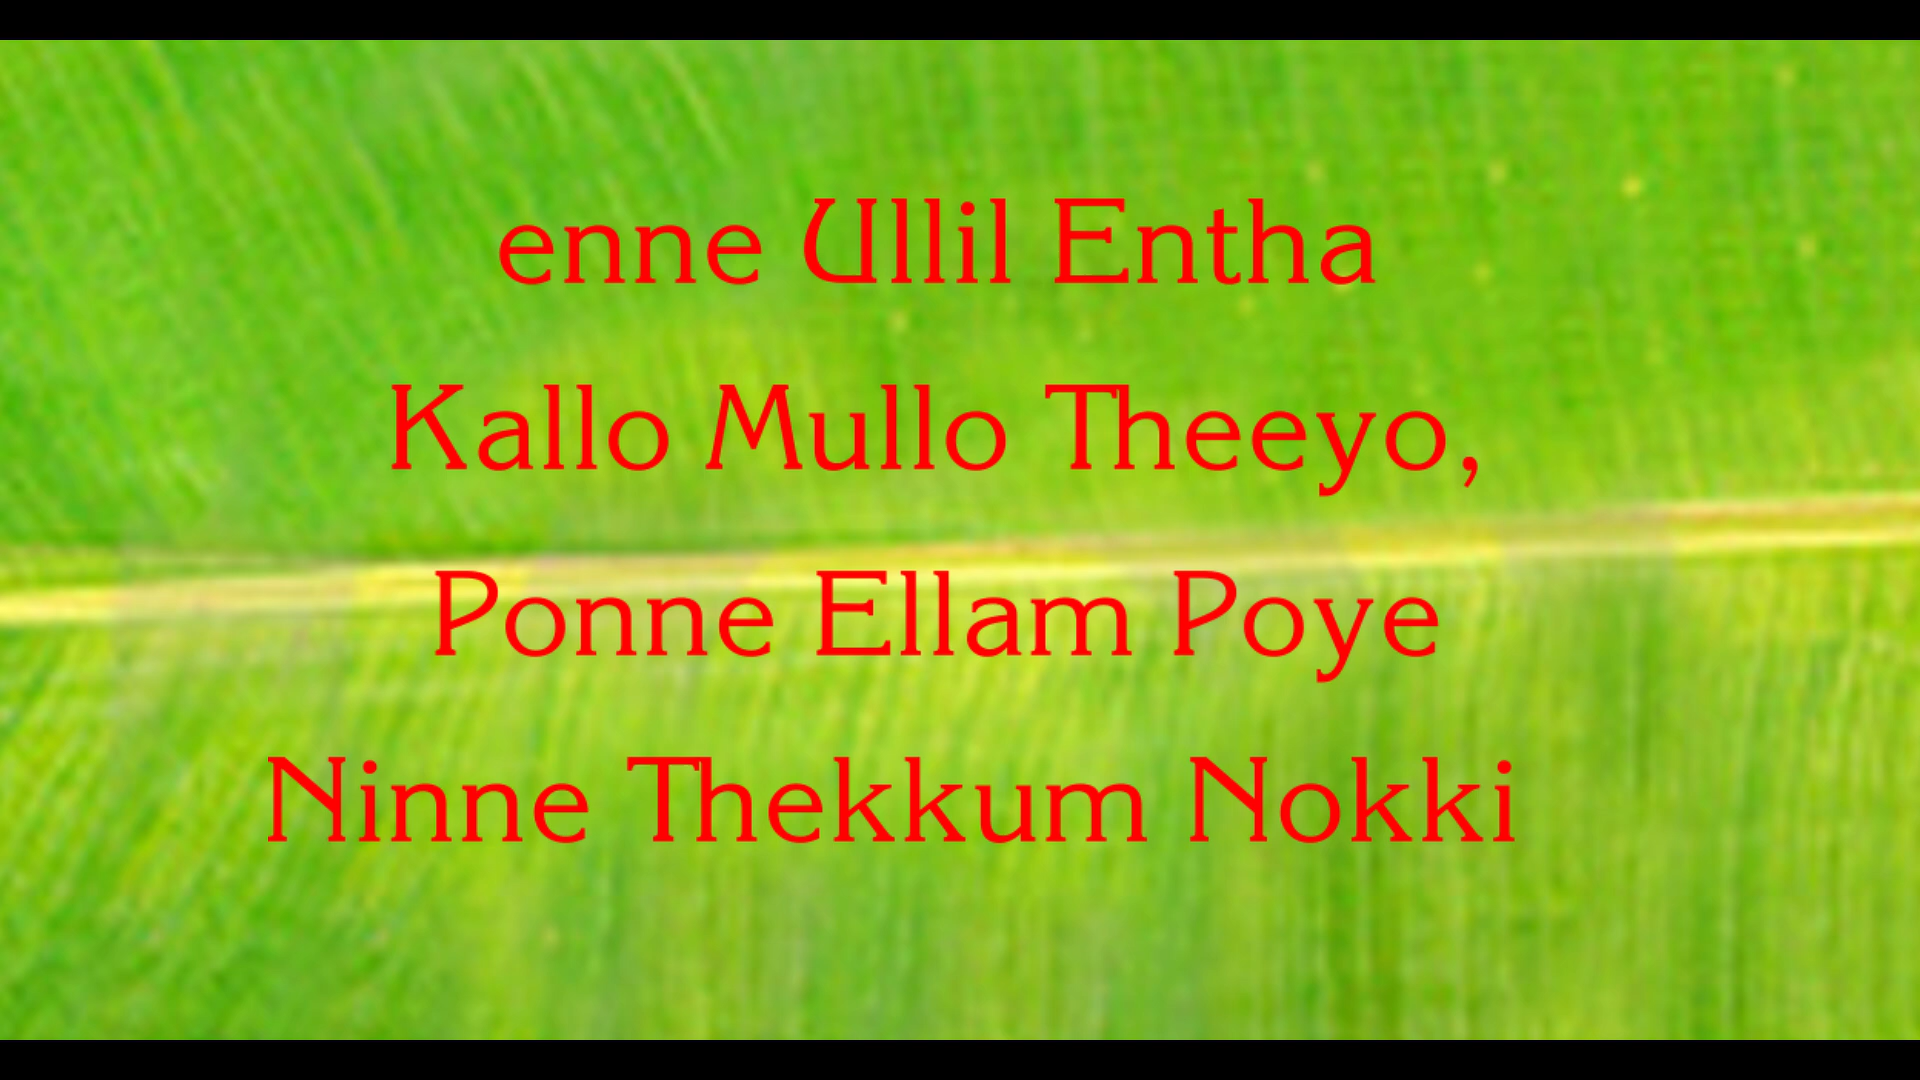 enne Ullil Entha
Kallo Mullo Theeyo,
Ponne Ellam Poye
Ninne Thekkum Nokki